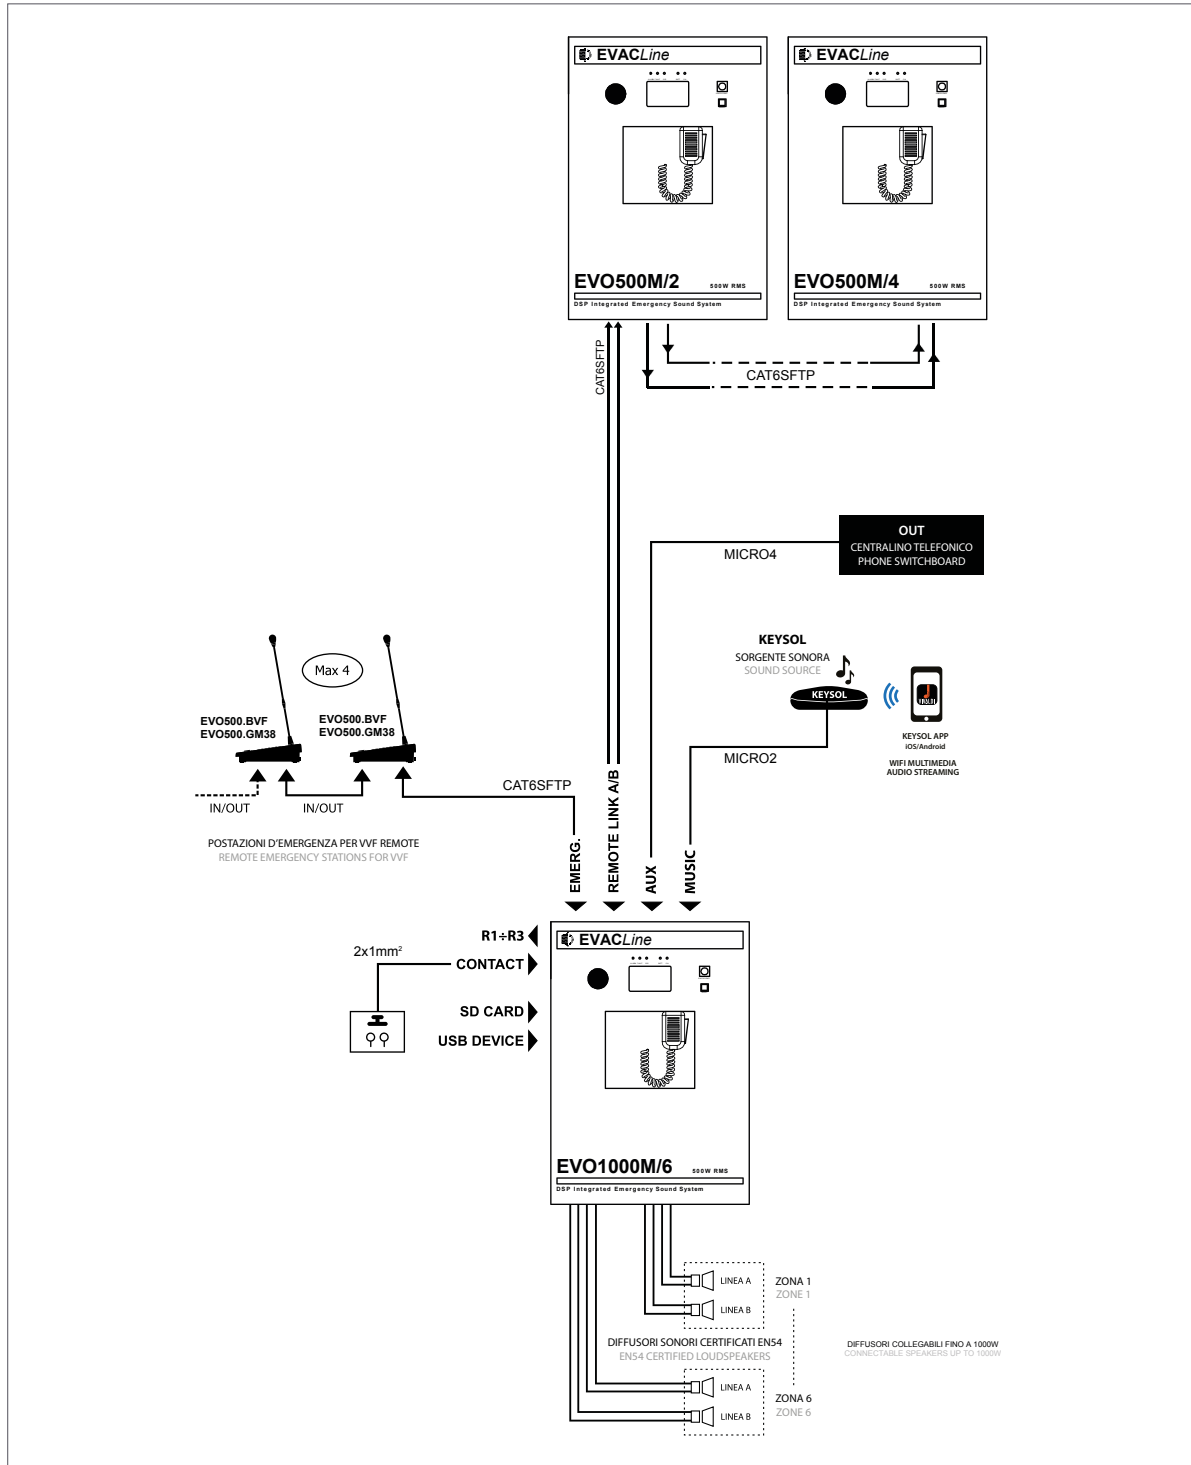 EVACLine
EVACLine
EVO500M/2 500W RMS
DSP Integrated Emergency Sound System
EVO500M/4 500W RMS
DSP Integrated Emergency Sound System
CAT6SFTP
CAT6SFTP
OUT
CENTRALINO TELEFONICO
PHONE SWITCHBOARD
MICRO4
KEYSOL
SORGENTE SONORA
SOUND SOURCE
KEYSOL
KEYSOL APP
iOS/Android
WIFI MULTIMEDIA
AUDIO STREAMING
MICRO2
Max 4
EVO500.BVF
EVO500.GM38
EVO500.BVF
EVO500.GM38
IN/OUT
IN/OUT
CAT6SFTP
POSTAZIONI D'EMERGENZA PER VVF REMOTE
REMOTE EMERGENCY STATIONS FOR VVF
EMERG.
REMOTE LINK A/B
AUX
MUSIC
R1÷R3
2x1mm²
CONTACT
SD CARD
USB DEVICE
EVACLine
EVO1000M/6 500W RMS
DSP Integrated Emergency Sound System
LINEA A
LINEA B
ZONA 1
ZONE 1
DIFFUSORI SONORI CERTIFICATI EN54
EN54 CERTIFIED LOUDSPEAKERS
DIFFUSORI COLLEGABILI FINO A 1000W
CONNECTABLE SPEAKERS UP TO 1000W
LINEA A
LINEA B
ZONA 6
ZONE 6